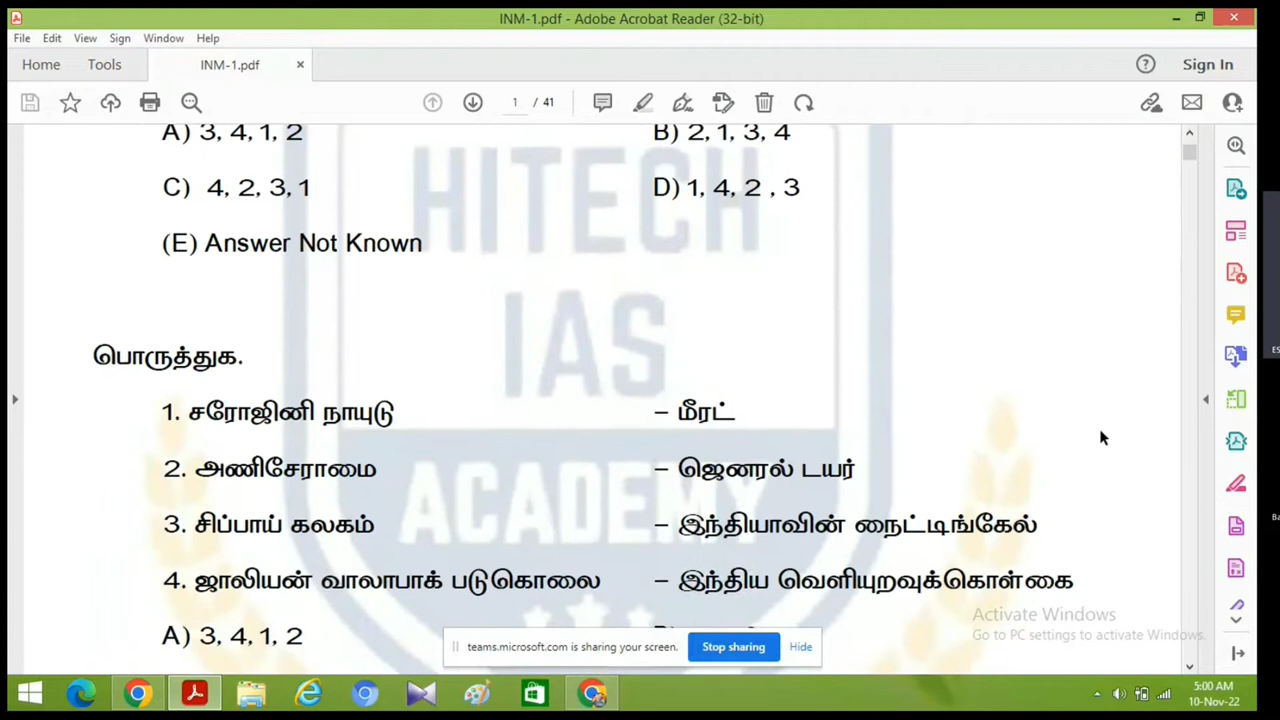 INM-1.pdf - Adobe Acrobat Reader (32-bit)
File Edit View Sign Window Help
Home Tools INM-1.pdf × Sign In
1 / 41
A) 3, 4, 1, 2 B) 2, 1, 3, 4
C) 4, 2, 3, 1 D) 1, 4, 2 , 3
(E) Answer Not Known
HITECH
IAS
ACADEMY
பொருத்துக.
1. சரோஜினி நாயுடு – மீரட்
2. அணிசேராமை – ஜெனரல் டயர்
3. சிப்பாய் கலகம் – இந்தியாவின் நைட்டிங்கேல்
4. ஜாலியன் வாலாபாக் படுகொலை – இந்திய வெளியுறவுக்கொள்கை
Activate Windows
Go to PC settings to activate Windows.
A) 3, 4, 1, 2
teams.microsoft.com is sharing your screen. Stop sharing Hide
5:00 AM
10-Nov-22